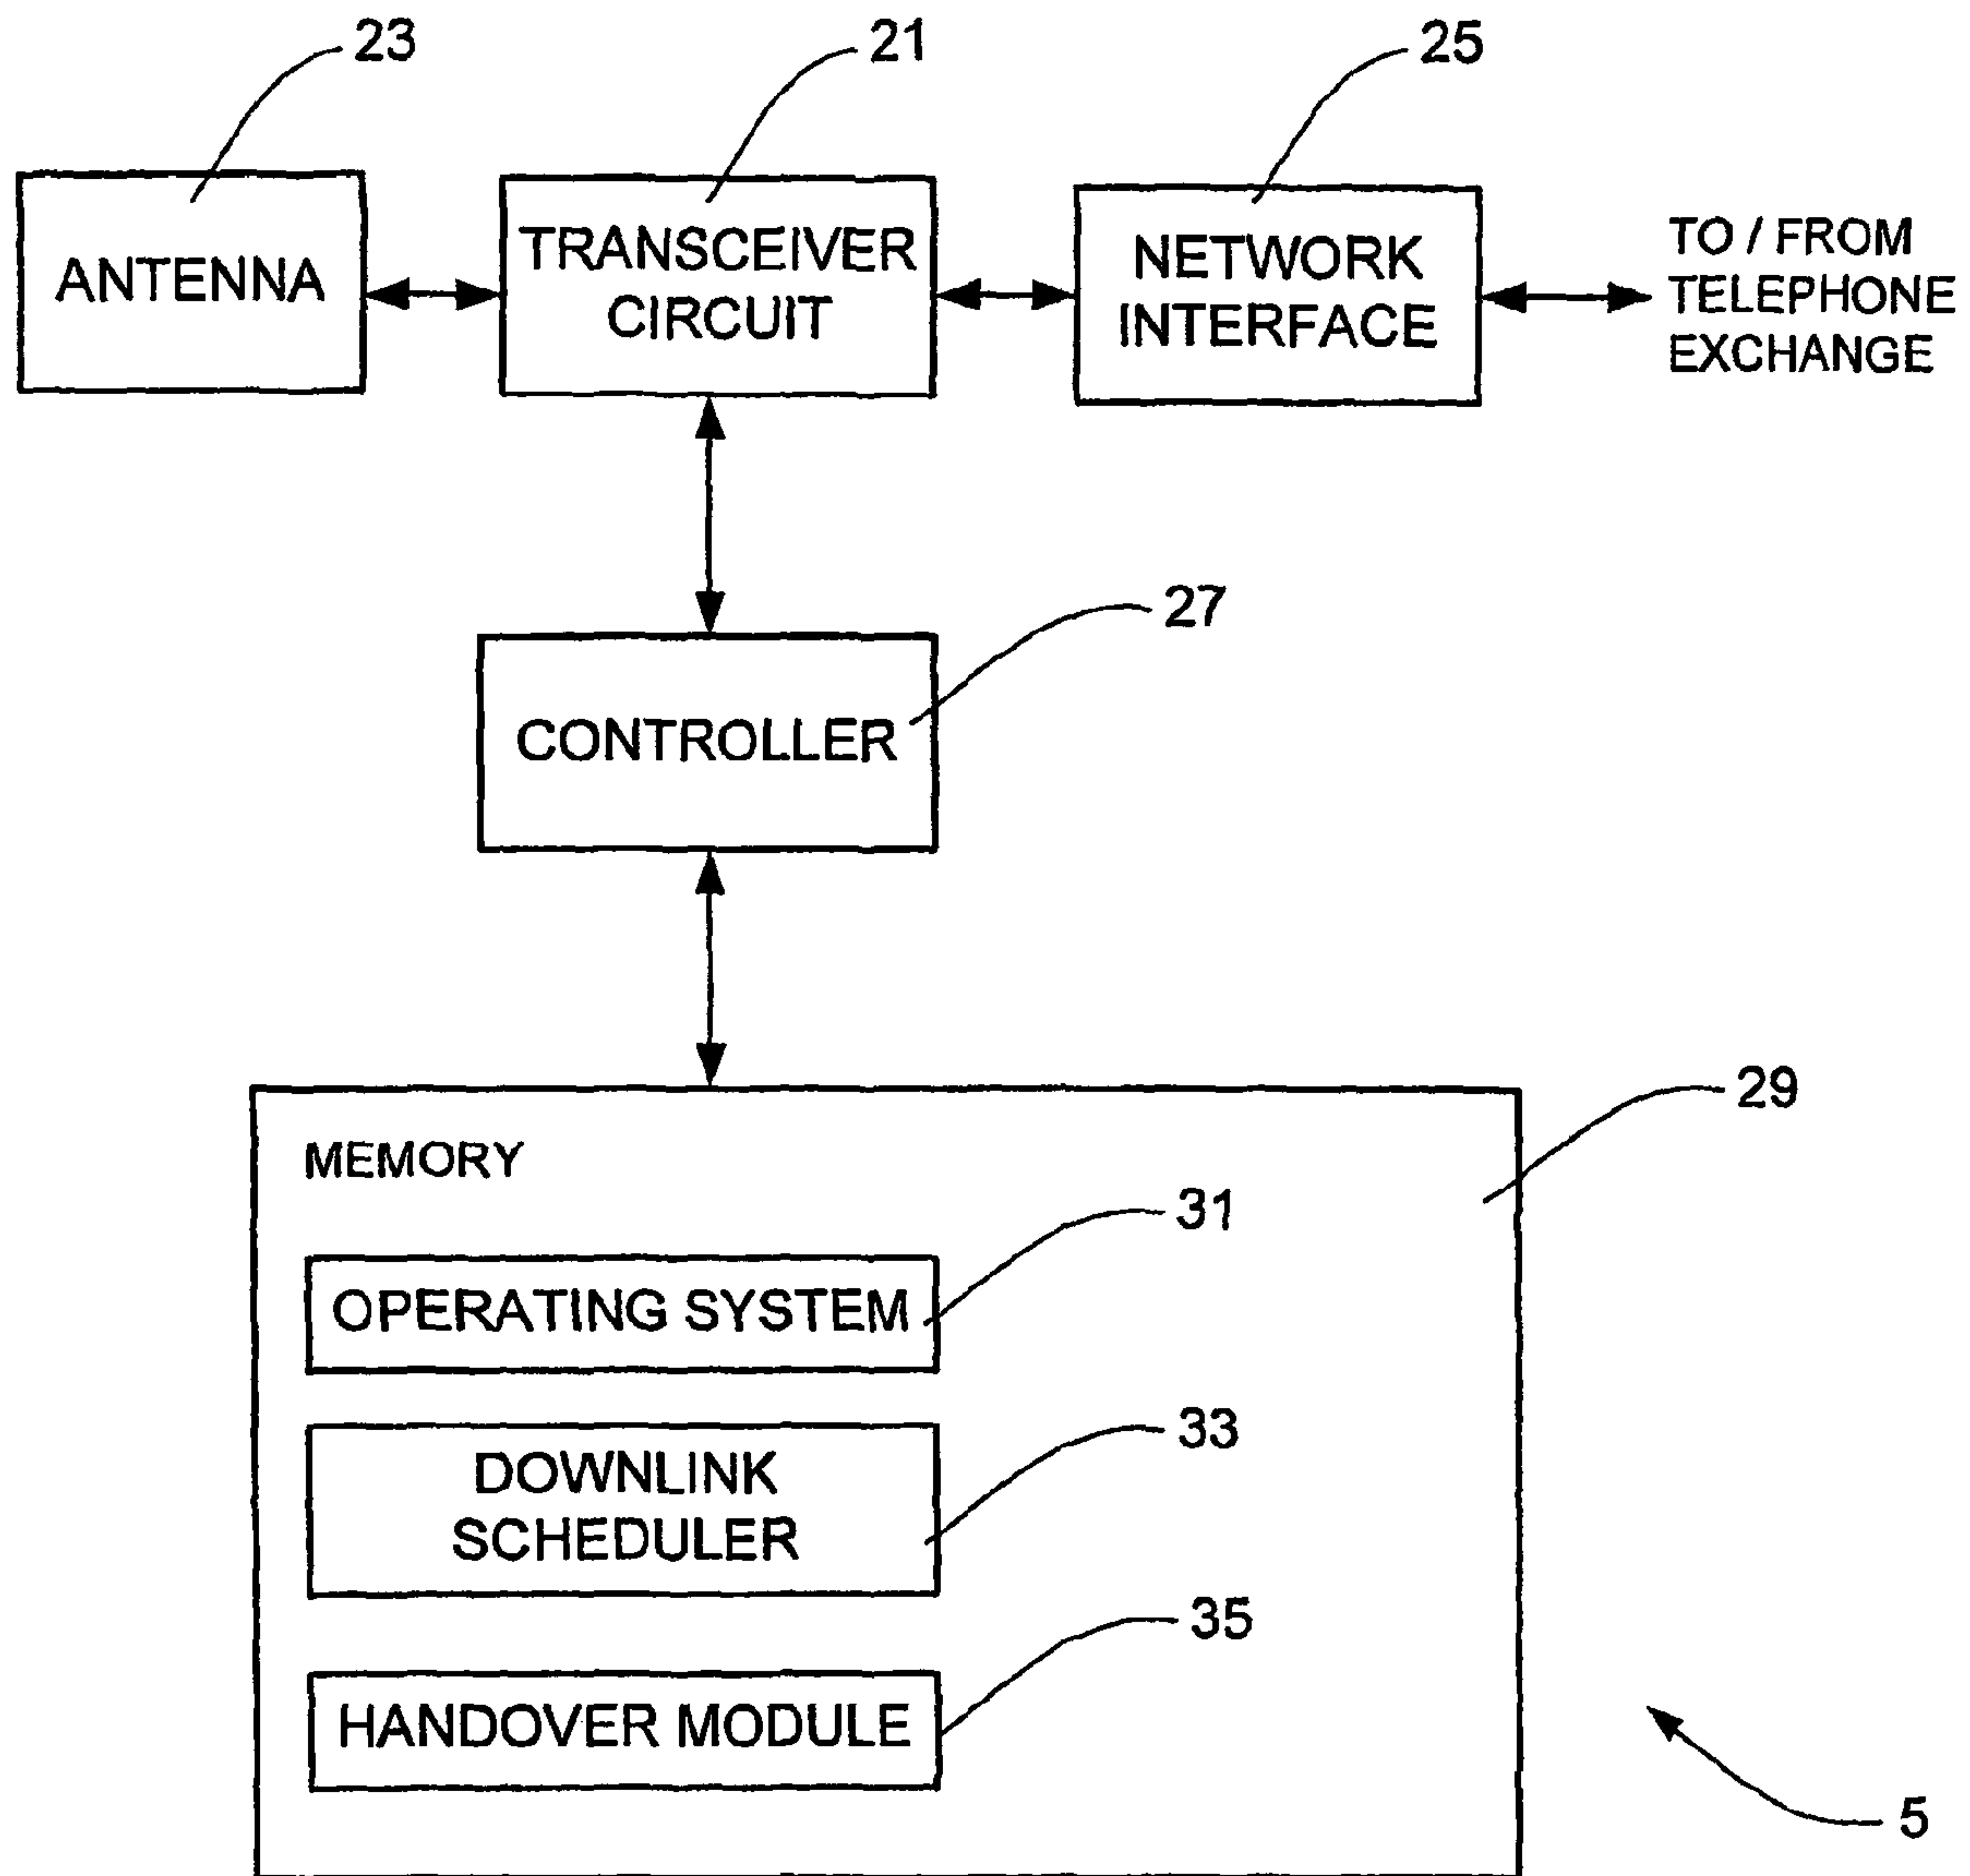 23
21
25
ANTENNA
TRANSCEIVER
CIRCUIT
NETWORK
INTERFACE
TO / FROM
TELEPHONE
EXCHANGE
27
CONTROLLER
29
MEMORY
31
OPERATING SYSTEM
33
DOWNLINK
SCHEDULER
35
HANDOVER MODULE
5